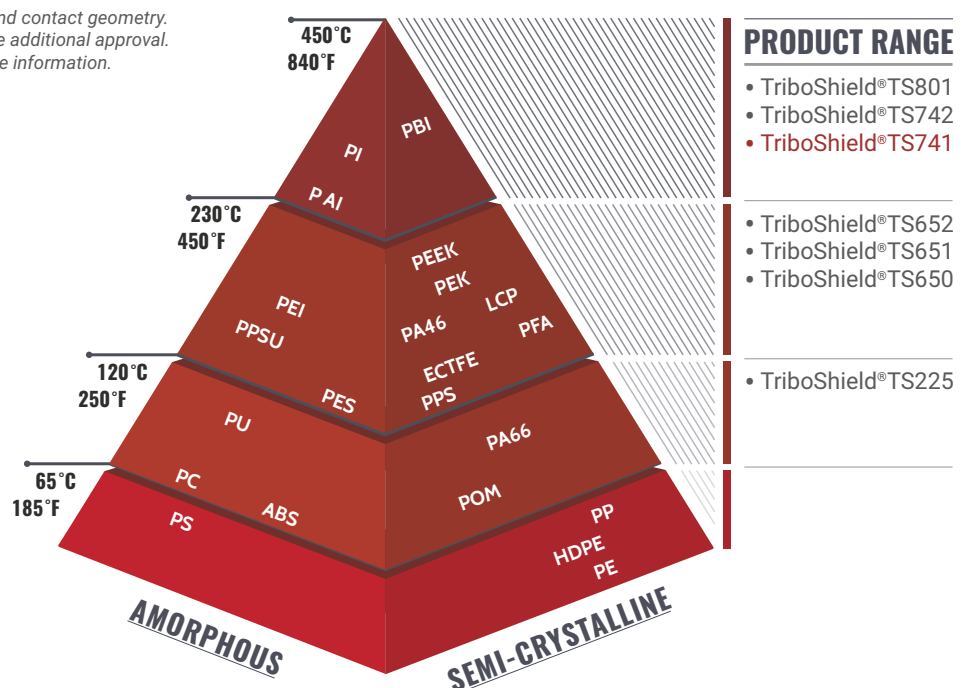 nd contact geometry.
e additional approval.
e information.
450°C
840°F
PRODUCT RANGE
• TriboShield®TS801
• TriboShield®TS742
• TriboShield®TS741
PBI
PI
P AI
230°C
450°F
• TriboShield®TS652
• TriboShield®TS651
• TriboShield®TS650
PEEK
PEK
LCP
PEI
PA46
PFA
PPSU
ECTFE
PPS
PES
120°C
250°F
• TriboShield®TS225
PU
PA66
PC
POM
ABS
65°C
185°F
PS
PP
HDPE
PE
AMORPHOUS
SEMI-CRYSTALLINE